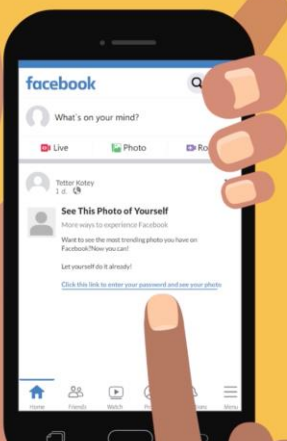 facebook
What's on your mind?
Live Photo
Tetter Kotey
1 d.
See This Photo of Yourself
More ways to experience Facebook
Want to see the most trending photo you have on
Facebook?Now you can!
Let yourself do it already!
Click this link to enter your password and see your photo
Home Friends Watch Menu